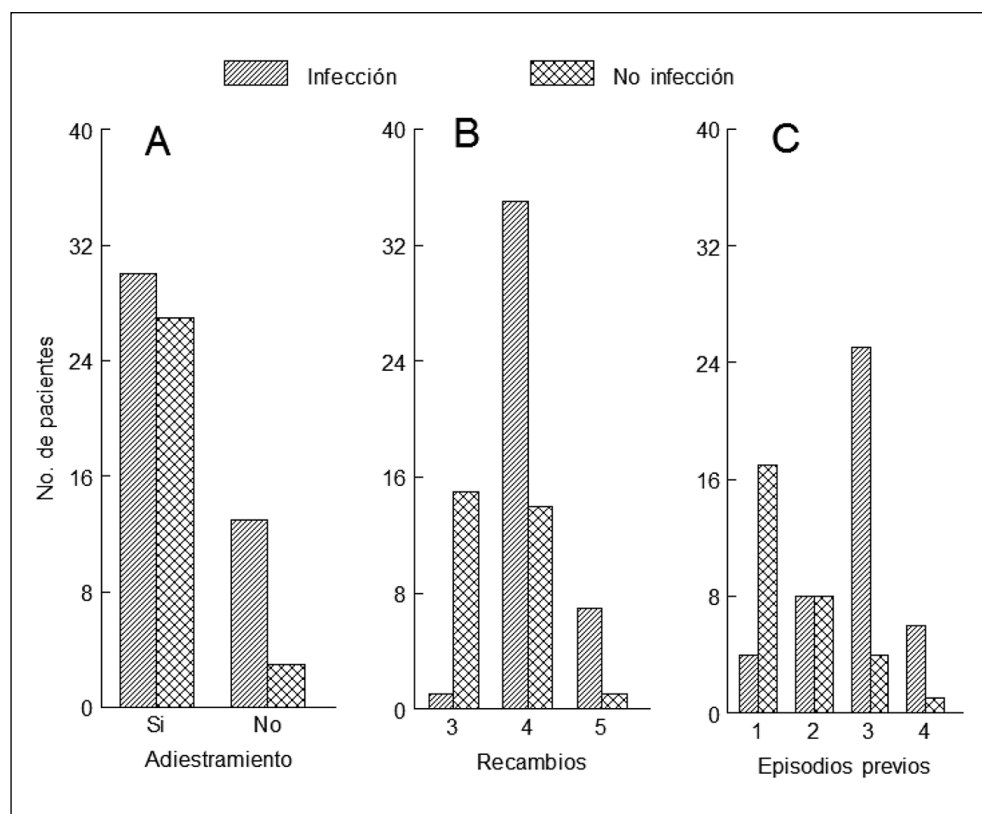 Infección
No infección
A
B
C
No. de pacientes
40
32
24
16
8
0
Si
No
Adiestramiento
40
32
24
16
8
0
3
4
5
Recambios
40
32
24
16
8
0
1
2
3
4
Episodios previos